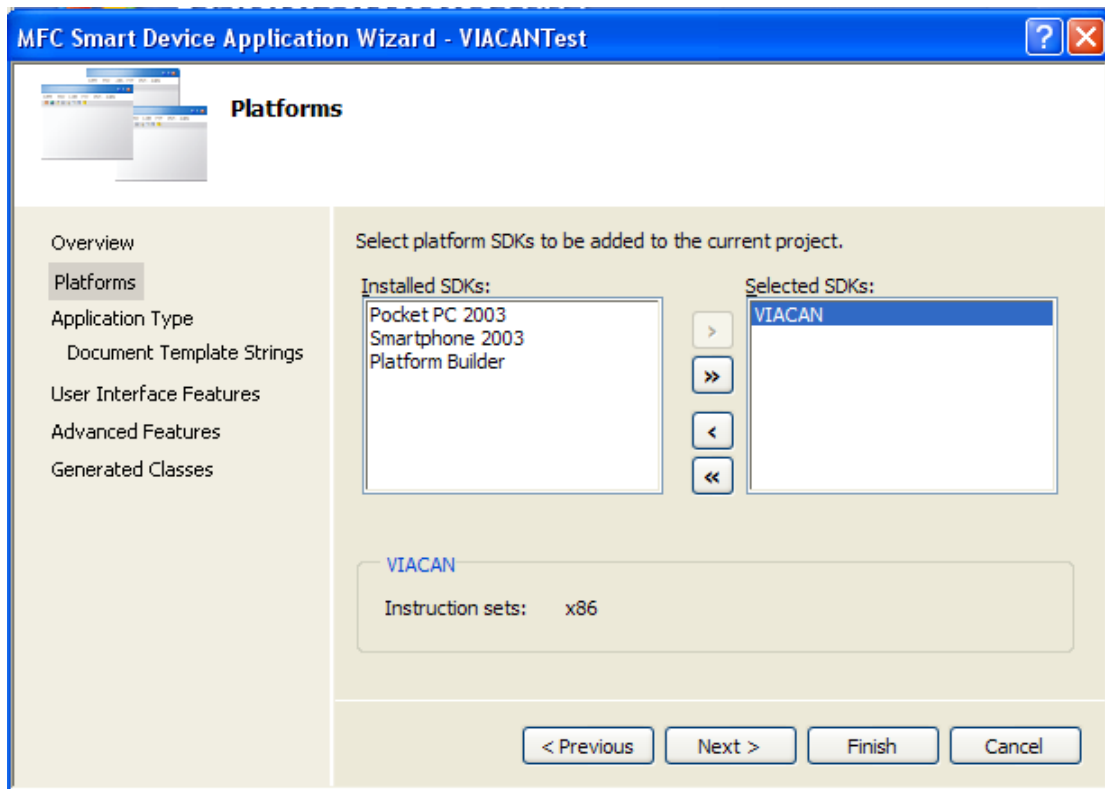 MFC Smart Device Application Wizard - VIACANTest
Platforms
Overview
Platforms
Application Type
Document Template Strings
User Interface Features
Advanced Features
Generated Classes
Select platform SDKs to be added to the current project.
Installed SDKs:
Pocket PC 2003
Smartphone 2003
Platform Builder
>
>>
<
<<
Selected SDKs:
VIACAN
VIACAN
Instruction sets: x86
< Previous
Next >
Finish
Cancel